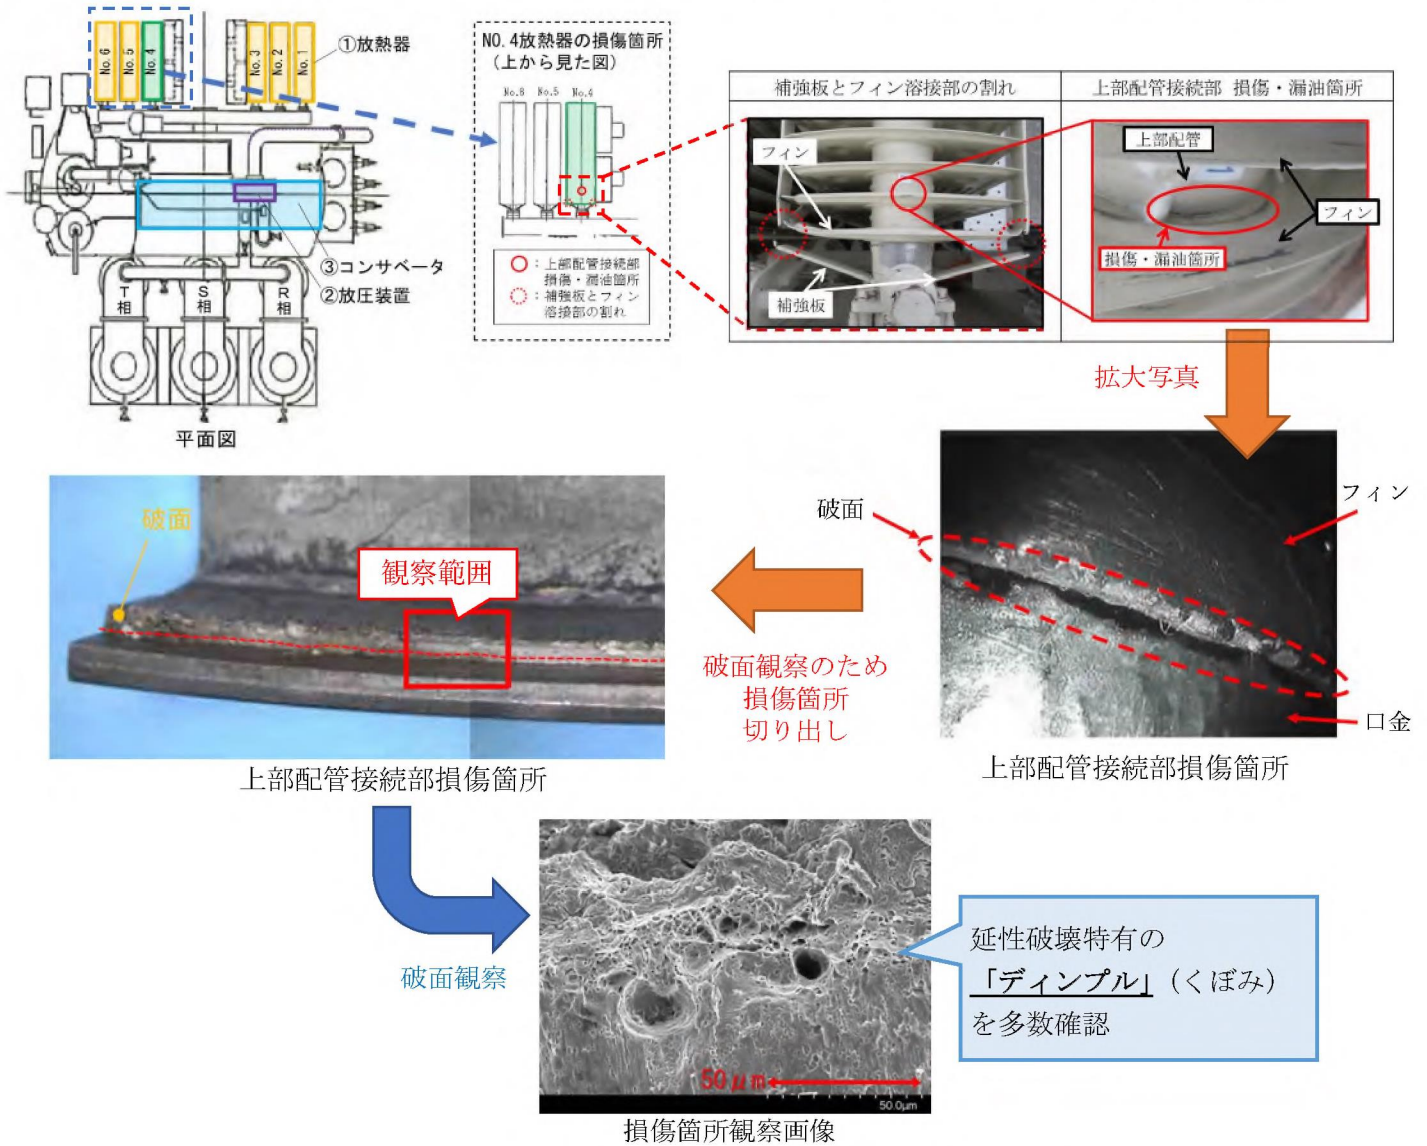 No.6
No.5
No.4
No.3
No.2
No.1
①放熱器
③コンサベータ
②放圧装置
T相
S相
R相
平面図
NO.4放熱器の損傷箇所
(上から見た図)
No.6
No.5
No.4
：上部配管接続部
損傷・漏油箇所
：補強板とフィン
溶接部の割れ
補強板とフィン溶接部の割れ
上部配管接続部 損傷・漏油箇所
フィン
補強板
上部配管
フィン
損傷・漏油箇所
拡大写真
破面
フィン
口金
上部配管接続部損傷箇所
破面観察のため
損傷箇所
切り出し
破面
観察範囲
上部配管接続部損傷箇所
破面観察
50μm
50.0μm
損傷箇所観察画像
延性破壊特有の
「ディンプル」（くぼみ）
を多数確認